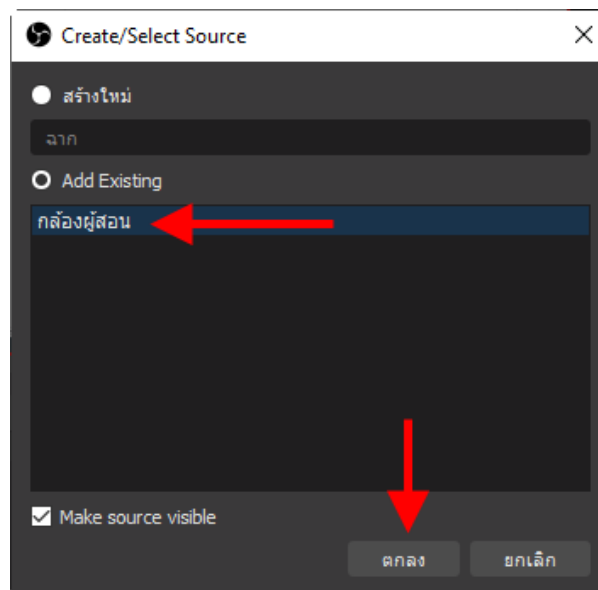 Create/Select Source
สร้างใหม่
ฉาก
Add Existing
กล้องผู้สอน
Make source visible
ตกลง ยกเลิก